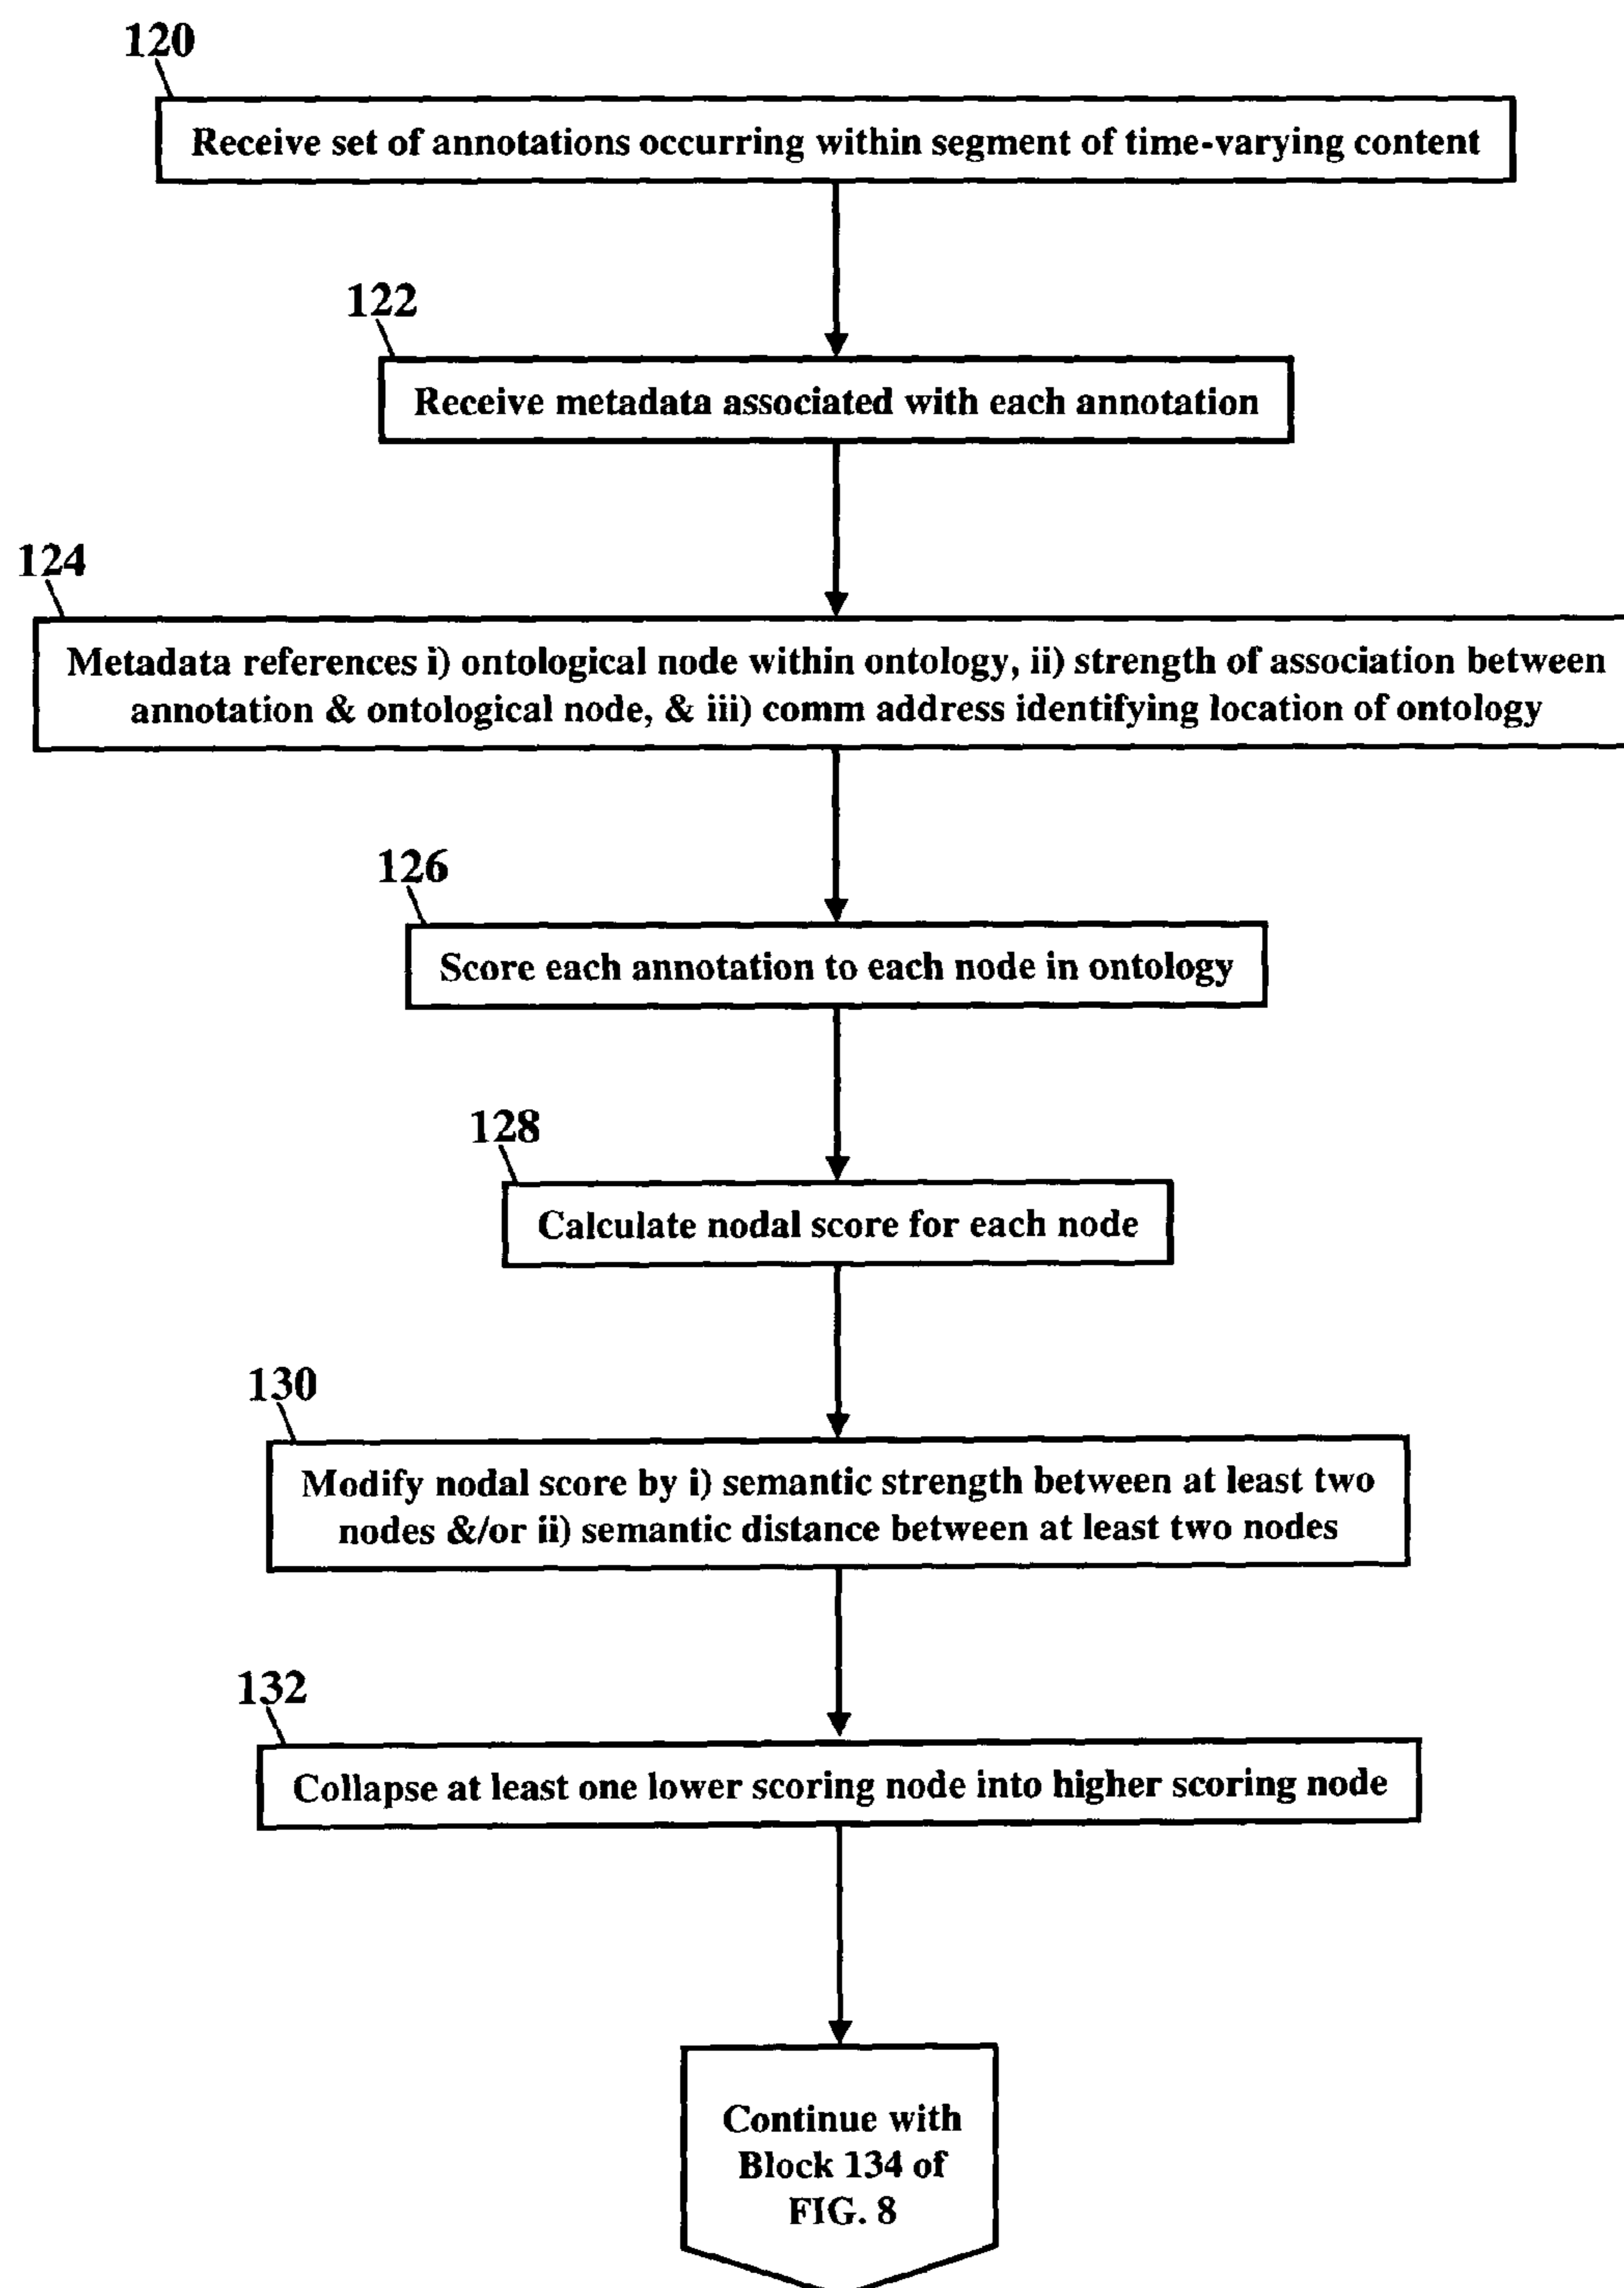 120
Receive set of annotations occurring within segment of time-varying content
122
Receive metadata associated with each annotation
124
Metadata references i) ontological node within ontology, ii) strength of association between
annotation & ontological node, & iii) comm address identifying location of ontology
126
Score each annotation to each node in ontology
128
Calculate nodal score for each node
130
Modify nodal score by i) semantic strength between at least two
nodes &/or ii) semantic distance between at least two nodes
132
Collapse at least one lower scoring node into higher scoring node
Continue with
Block 134 of
FIG. 8